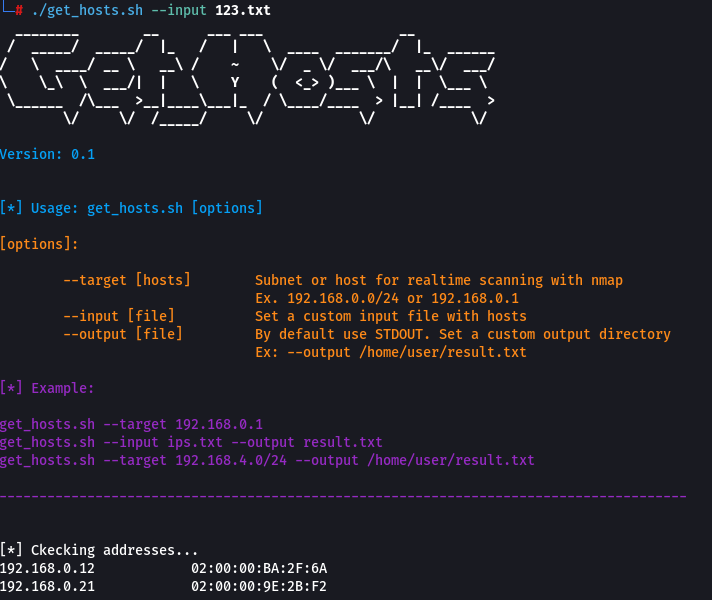 └─# ./get_hosts.sh --input 123.txt
GetHosts
Version: 0.1
[*] Usage: get_hosts.sh [options]
[options]:
--target [hosts] Subnet or host for realtime scanning with nmap
Ex. 192.168.0.0/24 or 192.168.0.1
--input [file] Set a custom input file with hosts
--output [file] By default use STDOUT. Set a custom output directory
Ex: --output /home/user/result.txt
[*] Example:
get_hosts.sh --target 192.168.0.1
get_hosts.sh --input ips.txt --output result.txt
get_hosts.sh --target 192.168.4.0/24 --output /home/user/result.txt
[*] Ckecking addresses...
192.168.0.12 02:00:00:BA:2F:6A
192.168.0.21 02:00:00:9E:2B:F2